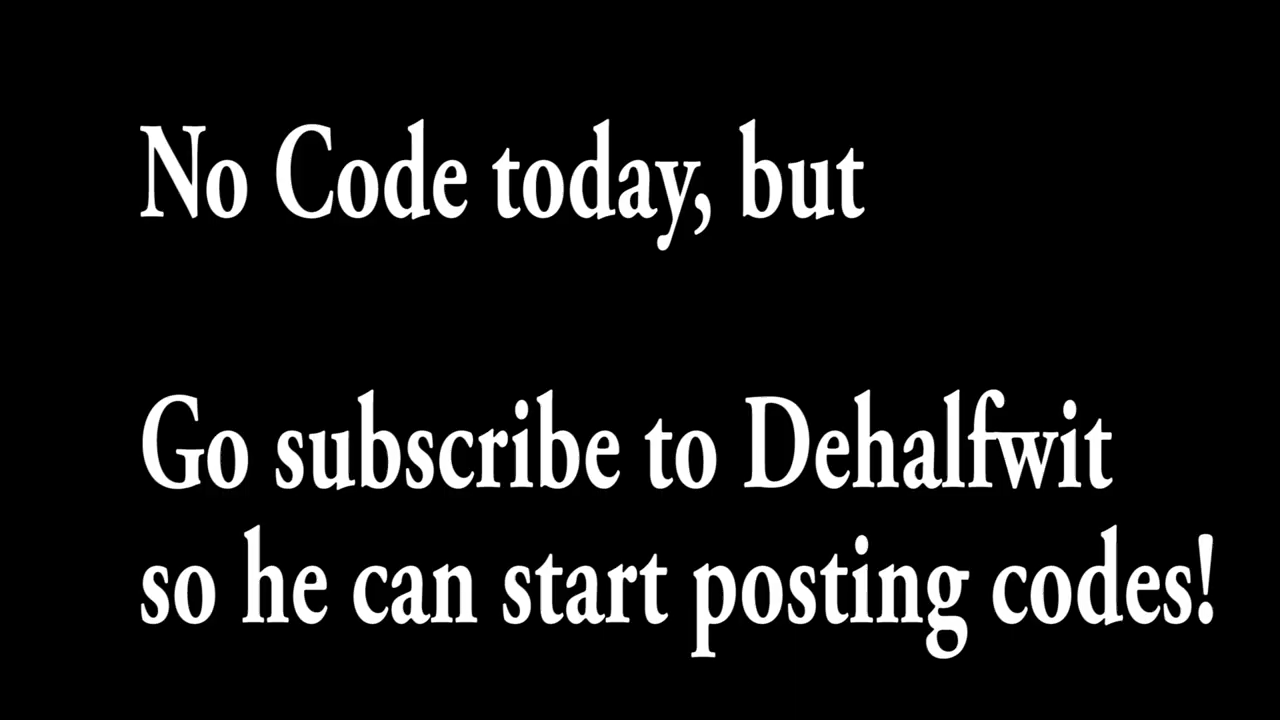 No Code today, but
Go subscribe to Dehalfwit
so he can start posting codes!